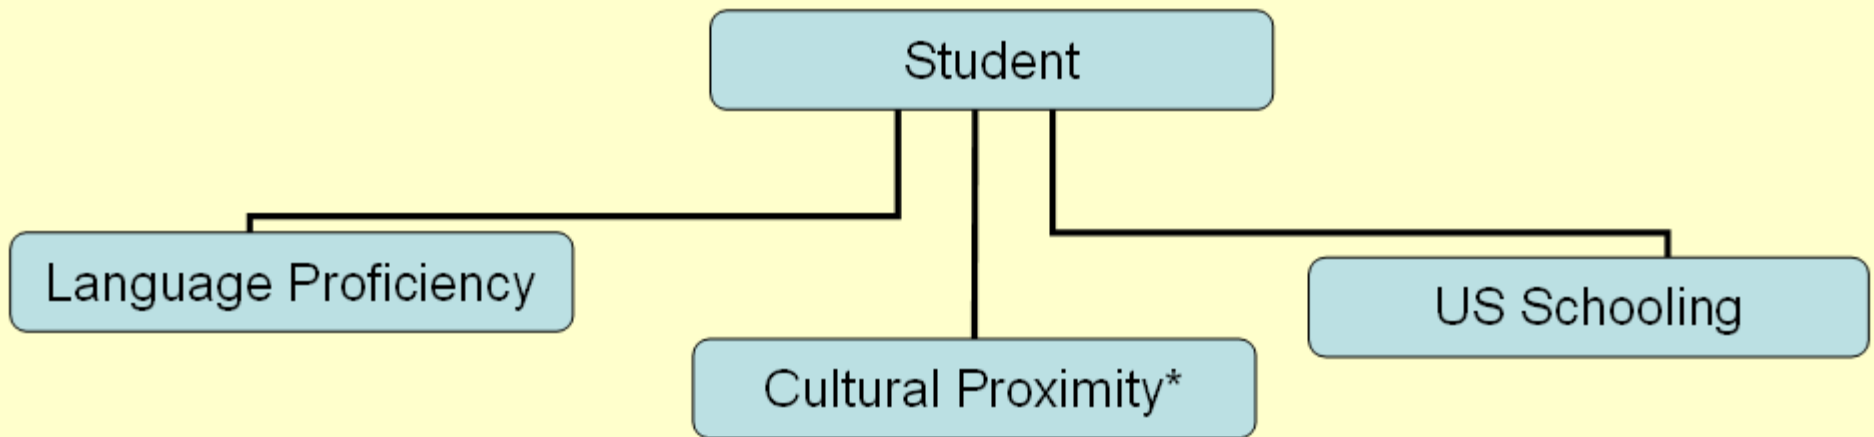 Student
Language Proficiency
US Schooling
Cultural Proximity*